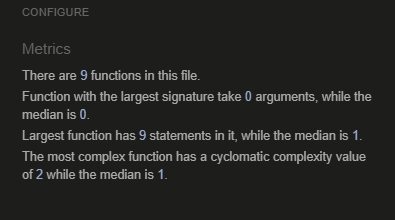 CONFIGURE
Metrics
There are 9 functions in this file.
Function with the largest signature take 0 arguments, while the
median is 0.
Largest function has 9 statements in it, while the median is 1.
The most complex function has a cyclomatic complexity value
of 2 while the median is 1.